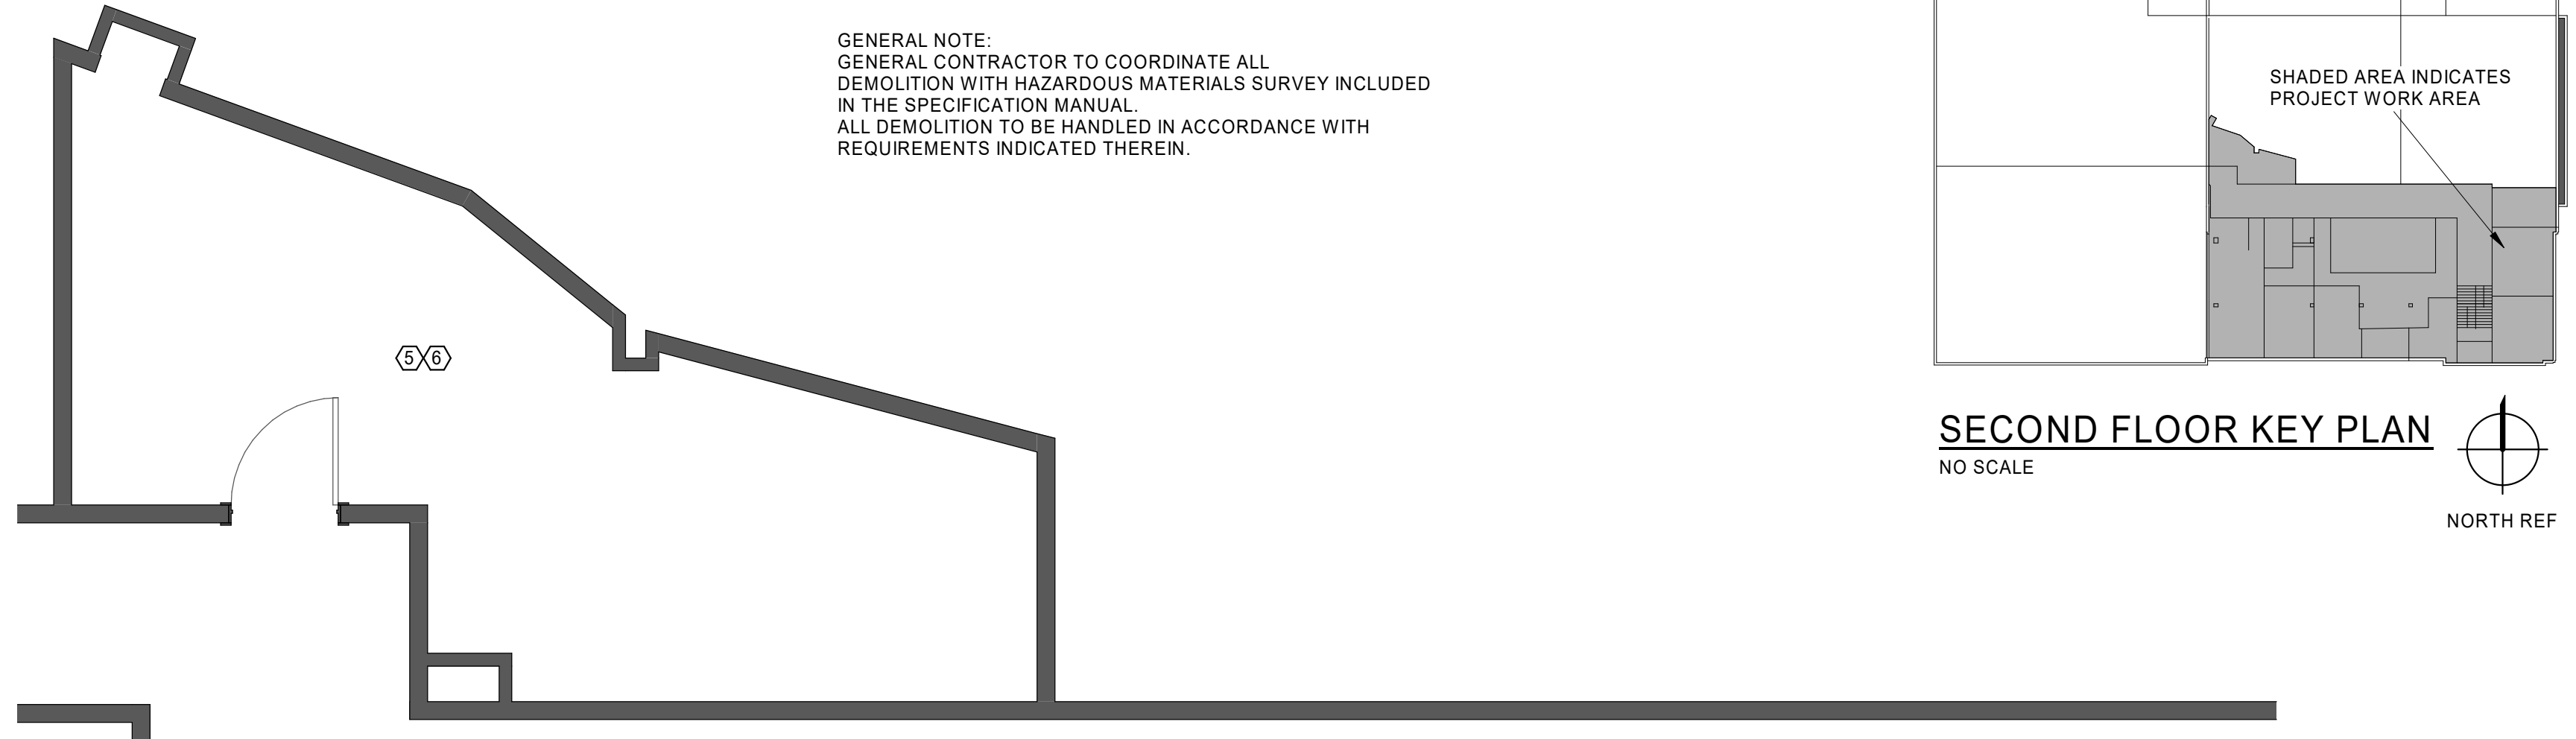 GENERAL NOTE:
GENERAL CONTRACTOR TO COORDINATE ALL
DEMOLITION WITH HAZARDOUS MATERIALS SURVEY INCLUDED
IN THE SPECIFICATION MANUAL.
ALL DEMOLITION TO BE HANDLED IN ACCORDANCE WITH
REQUIREMENTS INDICATED THEREIN.
SHADED AREA INDICATES
PROJECT WORK AREA
5 6
SECOND FLOOR KEY PLAN
NO SCALE
NORTH REF